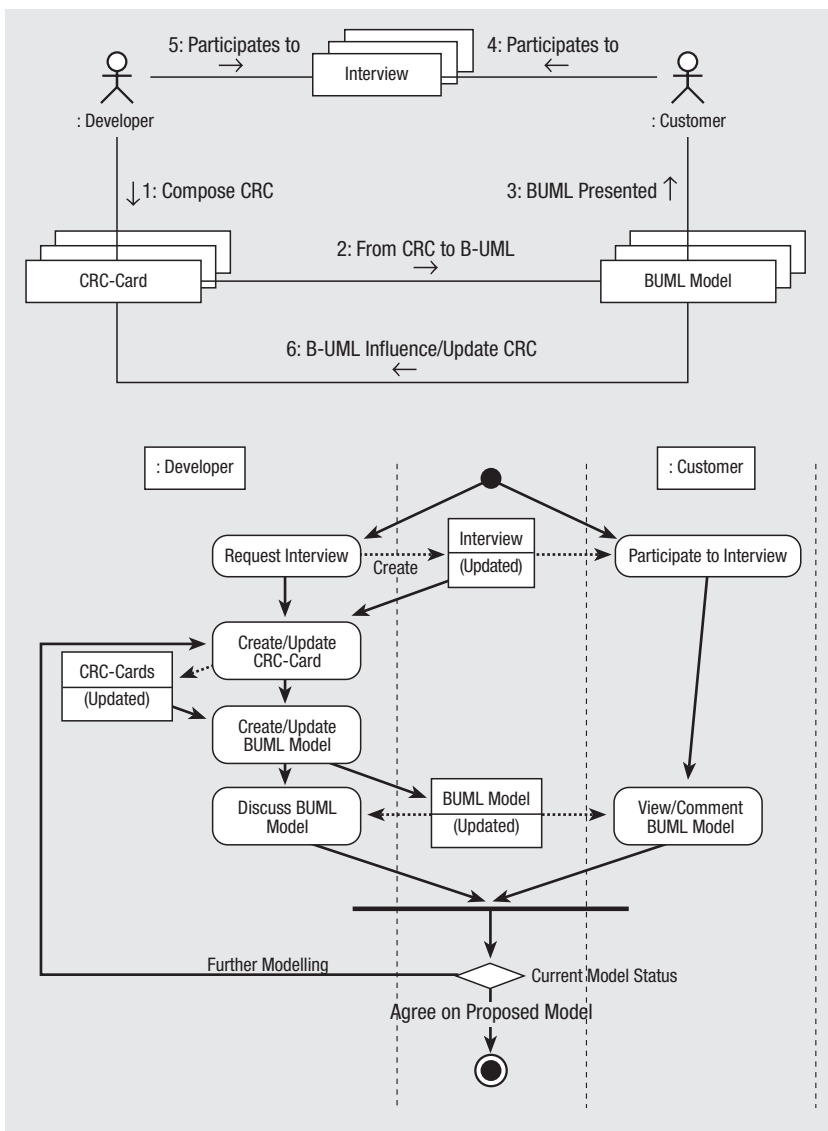 5: Participates to
4: Participates to
Interview
: Developer
: Customer
1: Compose CRC
3: BUML Presented
2: From CRC to B-UML
CRC-Card
BUML Model
6: B-UML Influence/Update CRC
: Developer
: Customer
Request Interview
Create
Interview
(Updated)
Participate to Interview
Create/Update
CRC-Card
CRC-Cards
(Updated)
Create/Update
BUML Model
Discuss BUML
Model
BUML Model
(Updated)
View/Comment
BUML Model
Further Modelling
Current Model Status
Agree on Proposed Model